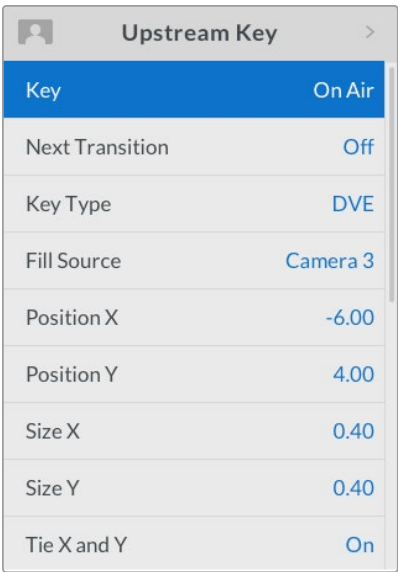 Upstream Key
Key On Air
Next Transition Off
Key Type DVE
Fill Source Camera 3
Position X -6.00
Position Y 4.00
Size X 0.40
Size Y 0.40
Tie X and Y On